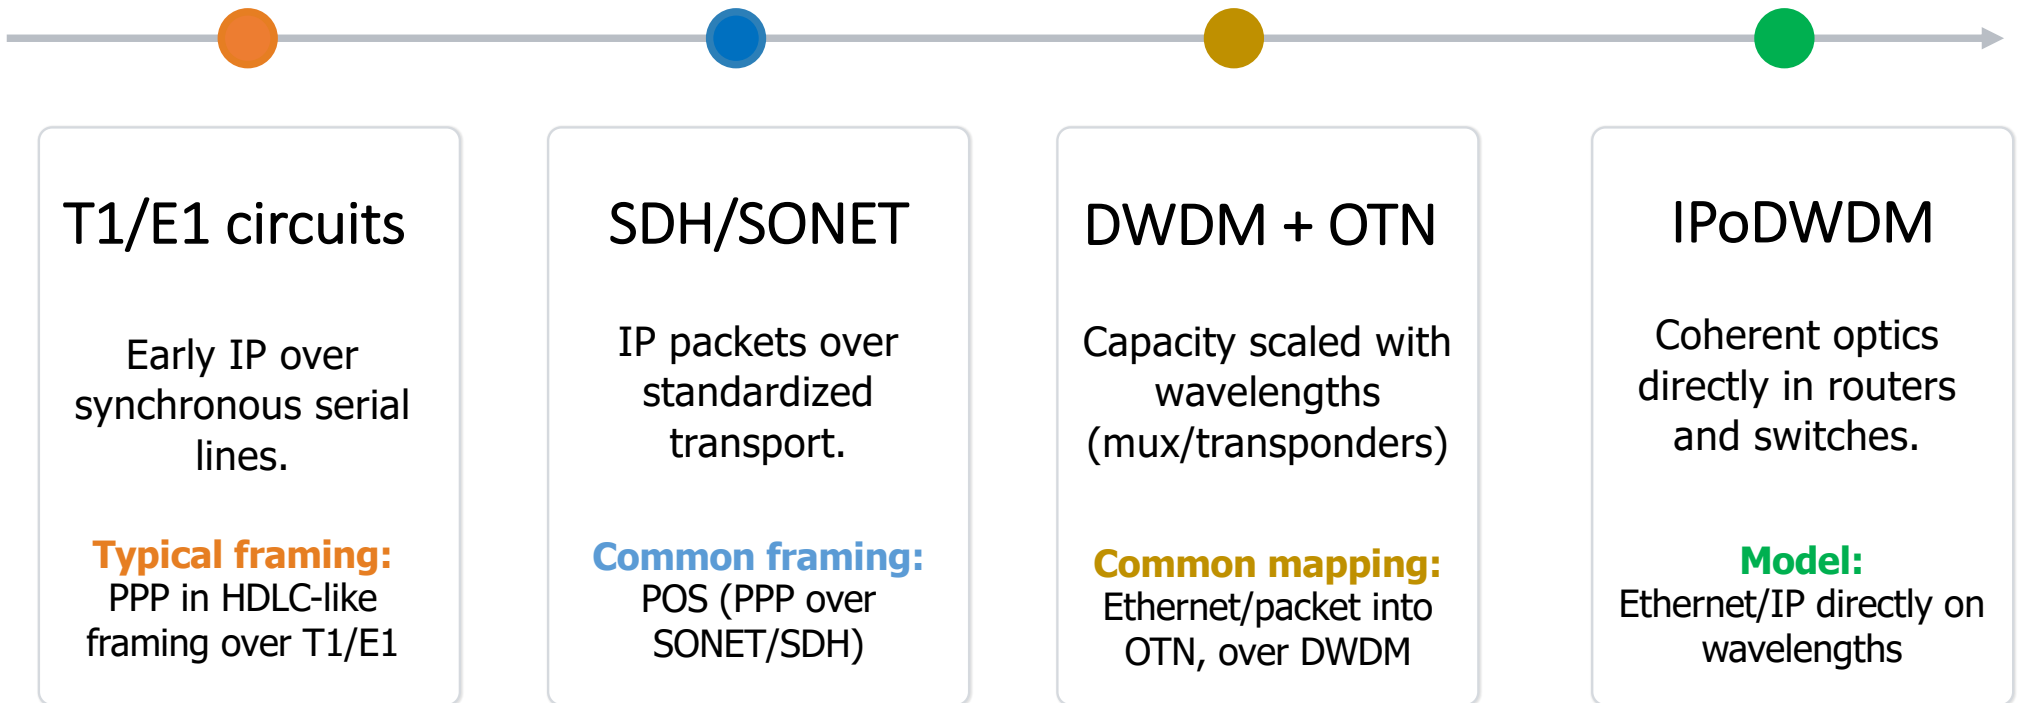 T1/E1 circuits
Early IP over
synchronous serial
lines.
Typical framing:
PPP in HDLC-like
framing over T1/E1
SDH/SONET
IP packets over
standardized
transport.
Common framing:
POS (PPP over
SONET/SDH)
DWDM + OTN
Capacity scaled with
wavelengths
(mux/transponders)
Common mapping:
Ethernet/packet into
OTN, over DWDM
IPoDWDM
Coherent optics
directly in routers
and switches.
Model:
Ethernet/IP directly on
wavelengths